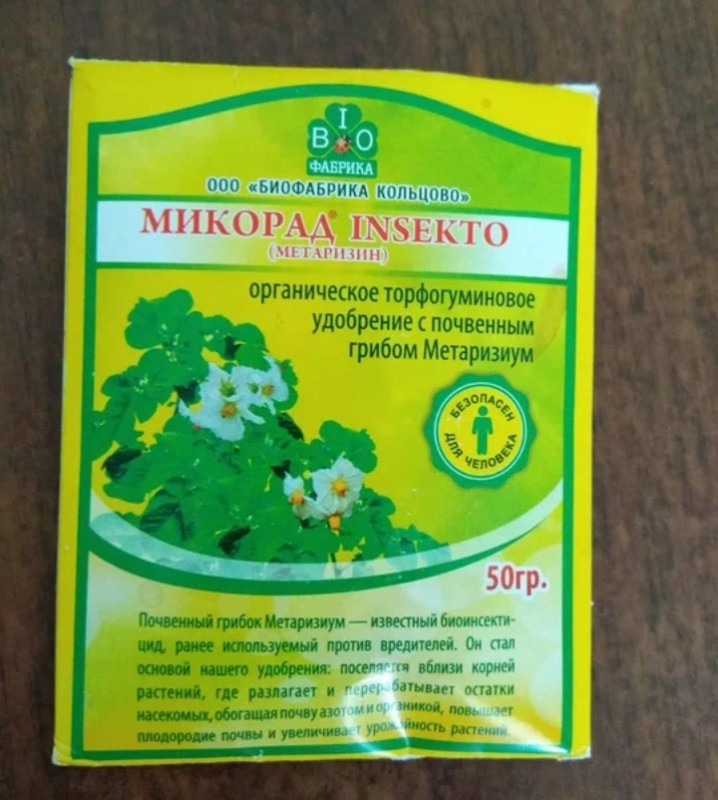 BIO
ФАБРИКА
ООО «БИОФАБРИКА КОЛЬЦОВО»
МИКОРАД® INSEKTO
(МЕТАРИЗИН)
органическое торфогуминовое
удобрение с почвенным
грибом Метаризиум
БЕЗОПАСЕН
ДЛЯ ЧЕЛОВЕКА
50гр.
Почвенный грибок Метаризиум — известный биоинсекти-
цид, ранее используемый против вредителей. Он стал
основой нашего удобрения: поселяется вблизи корней
растений, где разлагает и перерабатывает остатки
насекомых, обогащая почву азотом и органикой, повышает
плодородие почвы и увеличивает урожайность растений.